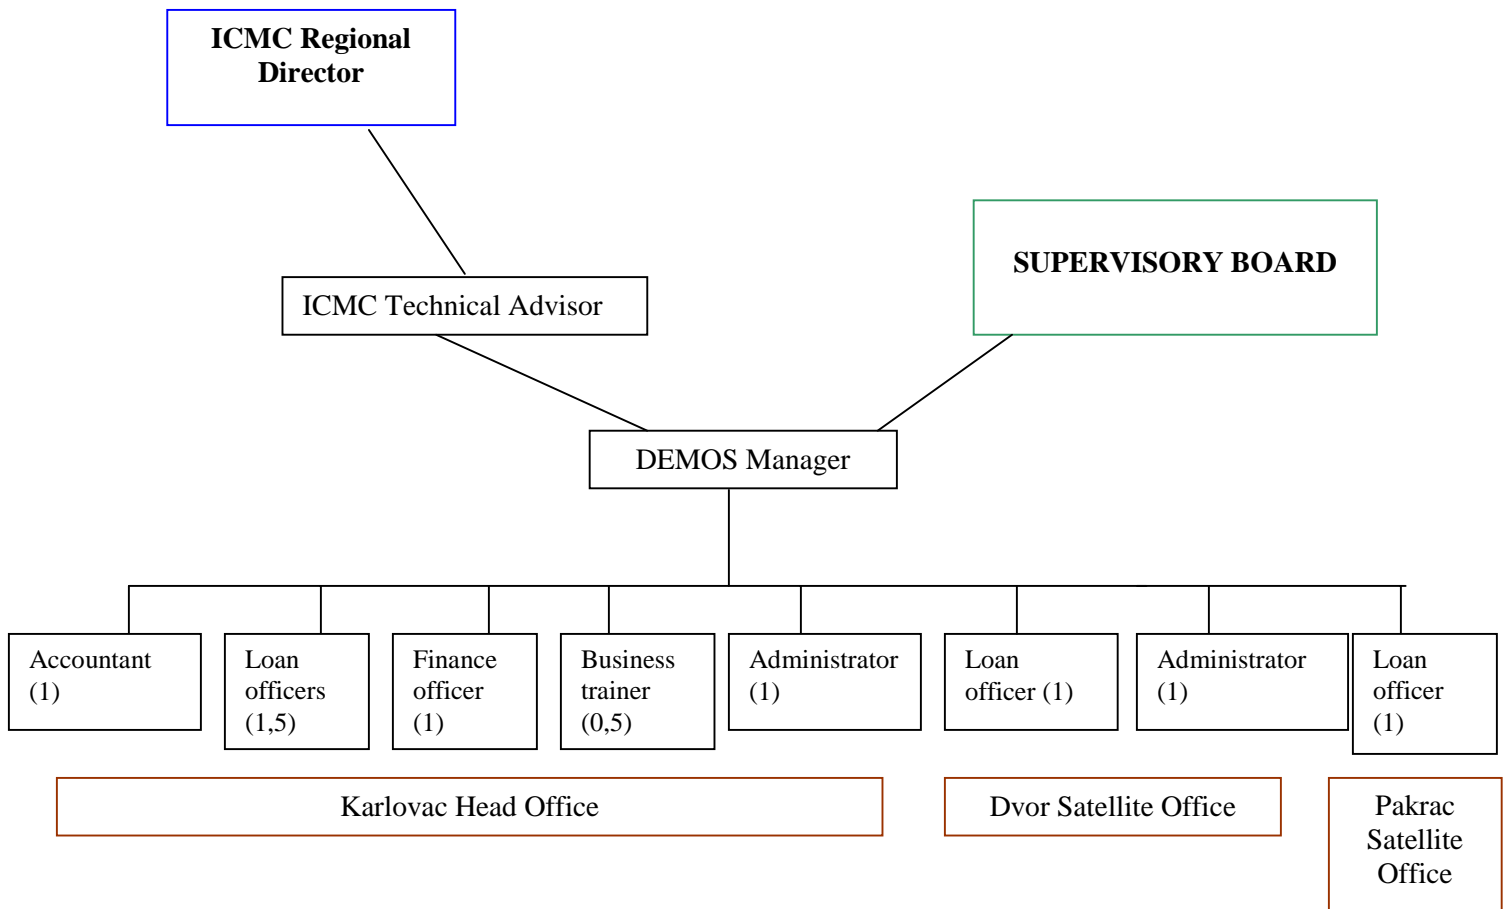 ICMC Regional
Director
SUPERVISORY BOARD
ICMC Technical Advisor
DEMOS Manager
Accountant
(1)
Loan
officers
(1,5)
Finance
officer
(1)
Business
trainer
(0,5)
Administrator
(1)
Loan
officer (1)
Administrator
(1)
Loan
officer
(1)
Karlovac Head Office
Dvor Satellite Office
Pakrac
Satellite
Office